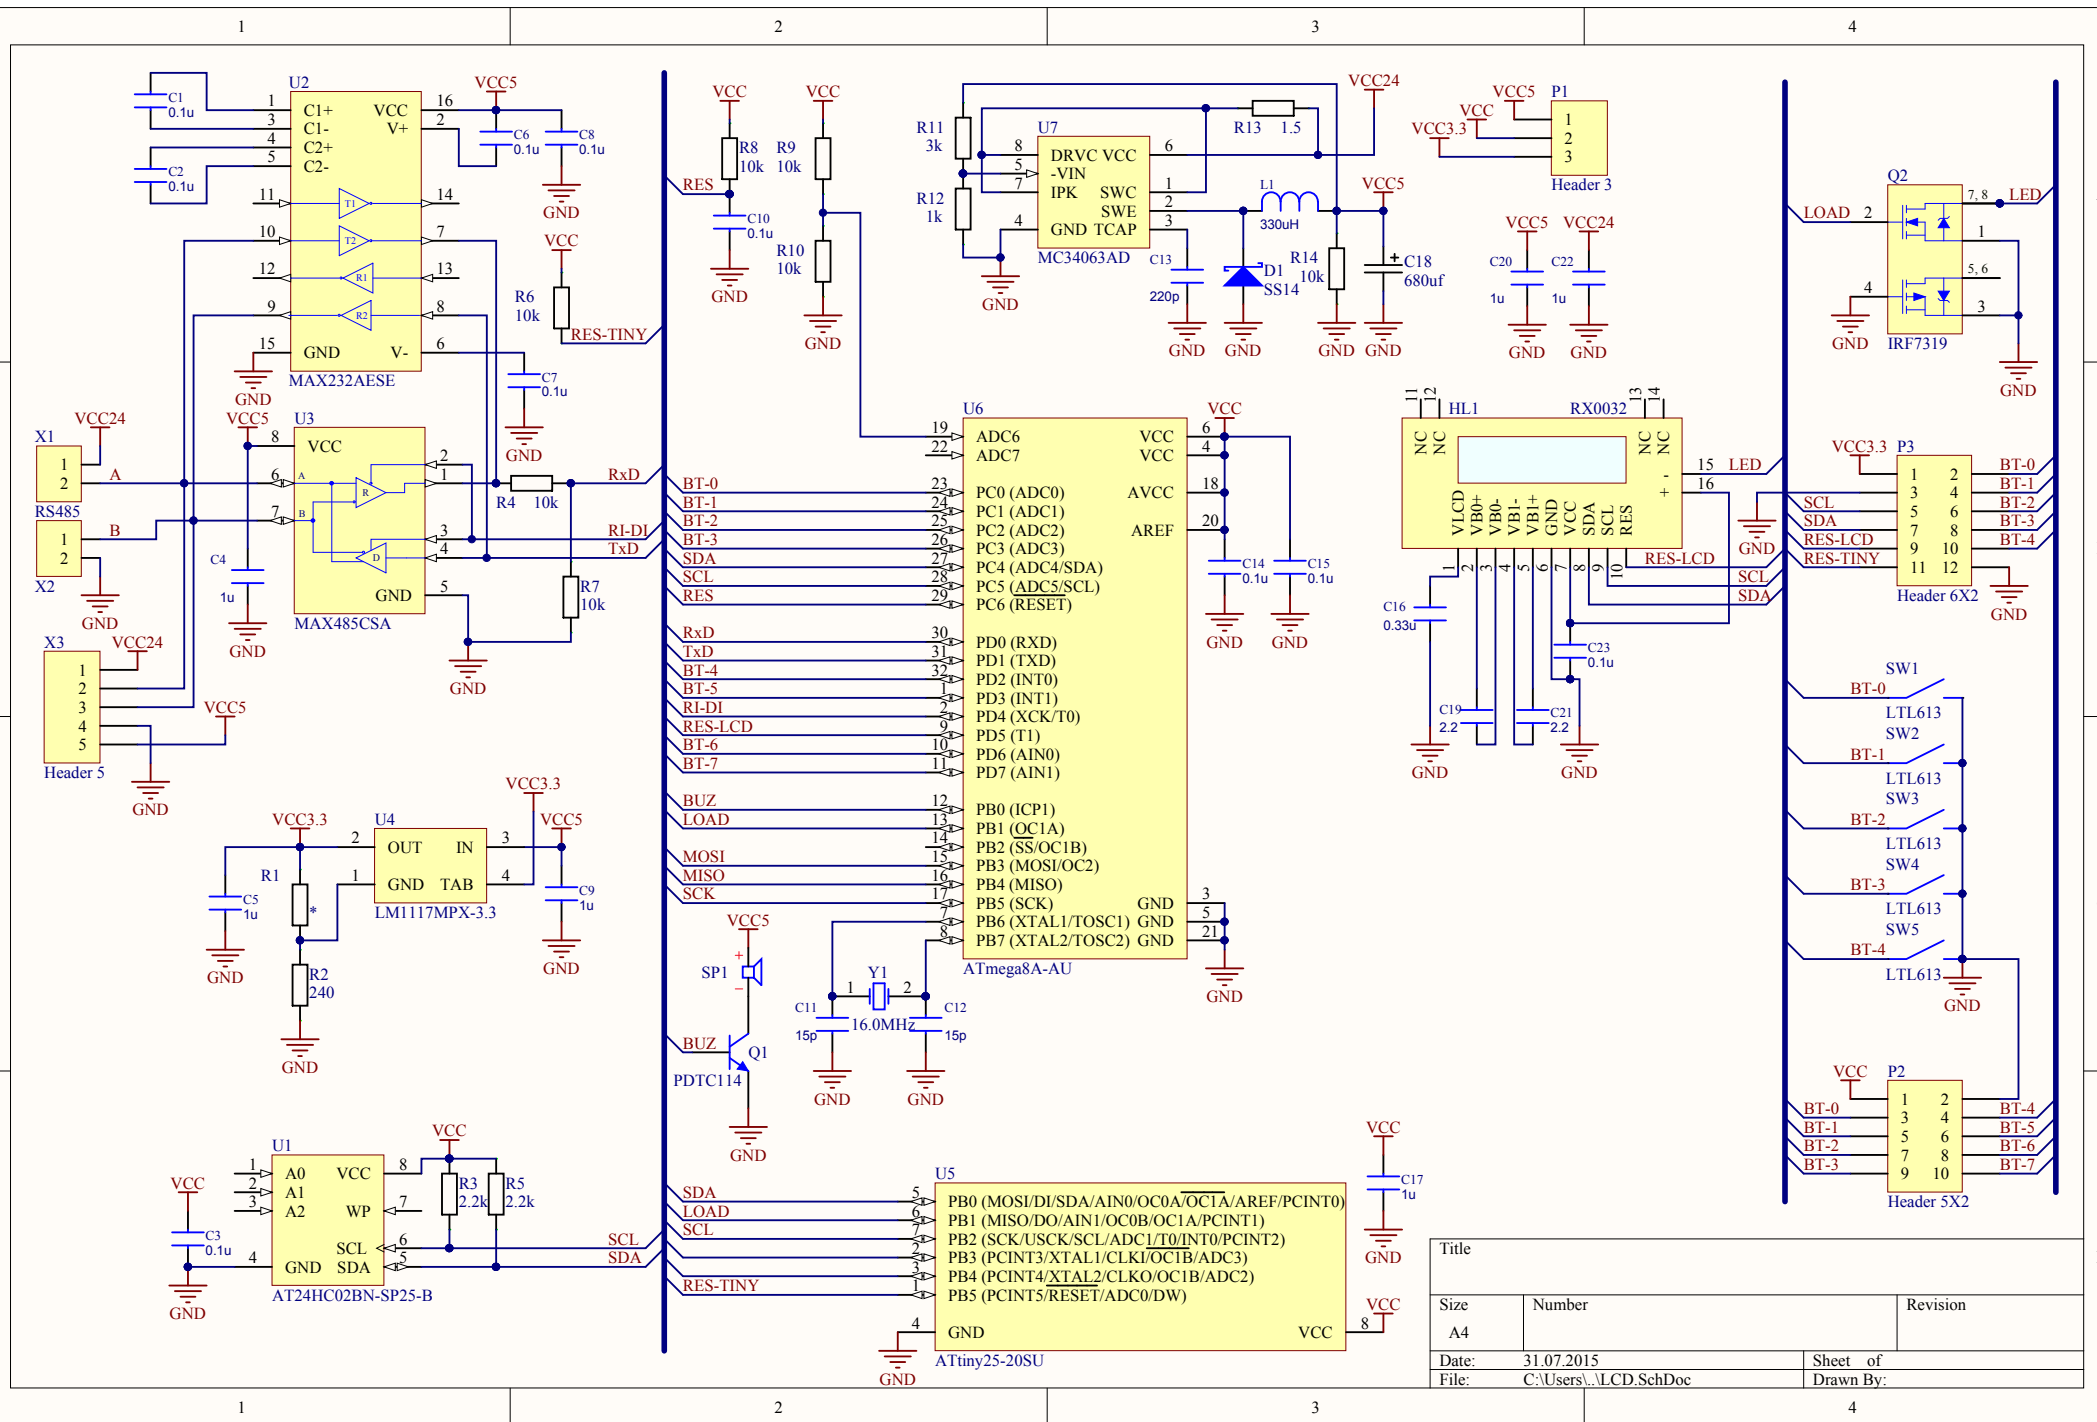 1 2 3 4
U2
C1 0.1u
C2 0.1u
1 C1+ VCC 16 VCC5
3 C1- V+ 2
4 C2+
5 C2-
C6 0.1u
C8 0.1u
GND
11 T1 14
10 T2 7
12 R1 13
9 R2 8
15 GND V- 6
GND
MAX232AESE
C7 0.1u
GND
VCC
R6 10k
RES-TINY
X1
VCC24
1
2 A
RS485
1 B
2
X2
GND
VCC5
C4 1u
GND
U3
8 VCC
6 A R 2
1
7 B D 3
4
GND 5
MAX485CSA
R4 10k
RxD
RI-DI
TxD
R7 10k
GND
X3
VCC24
1
2
3
4
5
VCC5
Header 5
GND
VCC3.3
VCC3.3
VCC5
U4
2 OUT IN 3
1 GND TAB 4
LM1117MPX-3.3
R1 *
R2 240
C5 1u
C9 1u
GND
GND
GND
U1
VCC
C3 0.1u
GND
1 A0 VCC 8
2 A1
3 A2 WP 7
SCL 6
4 GND SDA 5
AT24HC02BN-SP25-B
VCC
R3 2.2k
R5 2.2k
SCL
SDA
VCC
R8 10k
RES
C10 0.1u
GND
VCC
R9 10k
R10 10k
GND
U6
19 ADC6 VCC 6 VCC
22 ADC7 VCC 4
BT-0 23 PC0 (ADC0) AVCC 18
BT-1 24 PC1 (ADC1)
BT-2 25 PC2 (ADC2) AREF 20
BT-3 26 PC3 (ADC3)
SDA 27 PC4 (ADC4/SDA)
SCL 28 PC5 (ADC5/SCL)
RES 29 PC6 (RESET)
RxD 30 PD0 (RXD)
TxD 31 PD1 (TXD)
BT-4 32 PD2 (INT0)
BT-5 1 PD3 (INT1)
RI-DI 2 PD4 (XCK/T0)
RES-LCD 9 PD5 (T1)
BT-6 10 PD6 (AIN0)
BT-7 11 PD7 (AIN1)
BUZ 12 PB0 (ICP1)
LOAD 13 PB1 (OC1A)
14 PB2 (SS/OC1B)
MOSI 15 PB3 (MOSI/OC2)
MISO 16 PB4 (MISO)
SCK 17 PB5 (SCK) GND 3
7 PB6 (XTAL1/TOSC1) GND 5
8 PB7 (XTAL2/TOSC2) GND 21
ATmega8A-AU
GND
C14 0.1u
C15 0.1u
GND
GND
VCC5
+
SP1
−
BUZ
Q1
PDTC114
GND
Y1
1 2
16.0MHz
C11 15p
C12 15p
GND
GND
U5
SDA 5 PB0 (MOSI/DI/SDA/AIN0/OC0A/OC1A/AREF/PCINT0)
LOAD 6 PB1 (MISO/DO/AIN1/OC0B/OC1A/PCINT1)
SCL 7 PB2 (SCK/USCK/SCL/ADC1/T0/INT0/PCINT2)
2 PB3 (PCINT3/XTAL1/CLKI/OC1B/ADC3)
3 PB4 (PCINT4/XTAL2/CLKO/OC1B/ADC2)
RES-TINY 1 PB5 (PCINT5/RESET/ADC0/DW)
4 GND VCC 8
GND
VCC
ATtiny25-20SU
VCC
C17 1u
GND
R11 3k
R12 1k
U7
8 DRVC VCC 6
5 -VIN
7 IPK SWC 1
SWE 2
4 GND TCAP 3
MC34063AD
GND
R13 1.5
VCC24
L1
330uH
VCC5
C13 220p
D1 SS14
R14 10k
+ C18 680uf
GND
GND
GND
GND
P1
VCC5 1
VCC 2
VCC3.3 3
Header 3
VCC5
VCC24
C20 1u
C22 1u
GND
GND
Q2
LOAD 2
7, 8 LED
1
5, 6
4
3
GND
IRF7319
GND
HL1 RX0032
11 NC
12 NC
13 NC
14 NC
- 15 LED
+ 16
VLCD VB0+ VB0- VB1- VB1+ GND VCC SDA SCL RES
1 2 3 4 5 6 7 8 9 10
RES-LCD
SCL
SDA
C16 0.33u
C19 2.2
C21 2.2
C23 0.1u
GND
GND
P3
VCC3.3 1 2 BT-0
3 4 BT-1
SCL 5 6 BT-2
SDA 7 8 BT-3
RES-LCD 9 10 BT-4
RES-TINY 11 12
GND
GND
Header 6X2
SW1
BT-0
LTL613
SW2
BT-1
LTL613
SW3
BT-2
LTL613
SW4
BT-3
LTL613
SW5
BT-4
LTL613
GND
P2
VCC 1 2
BT-0 3 4 BT-4
BT-1 5 6 BT-5
BT-2 7 8 BT-6
BT-3 9 10 BT-7
Header 5X2
Title
Size Number Revision
A4
Date: 31.07.2015 Sheet of
File: C:\Users\..\LCD.SchDoc Drawn By:
1 2 3 4